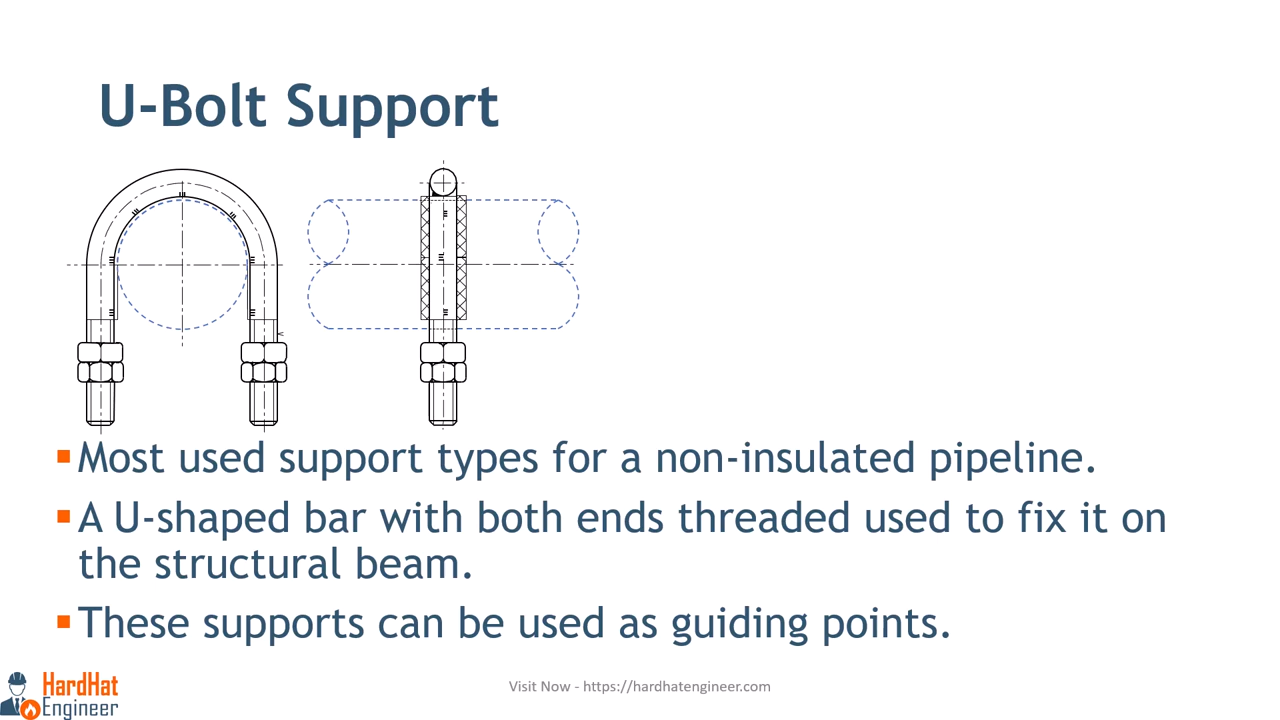 U-Bolt Support
Most used support types for a non-insulated pipeline.
A U-shaped bar with both ends threaded used to fix it on
the structural beam.
These supports can be used as guiding points.
HardHat
Engineer
Visit Now - https://hardhatengineer.com